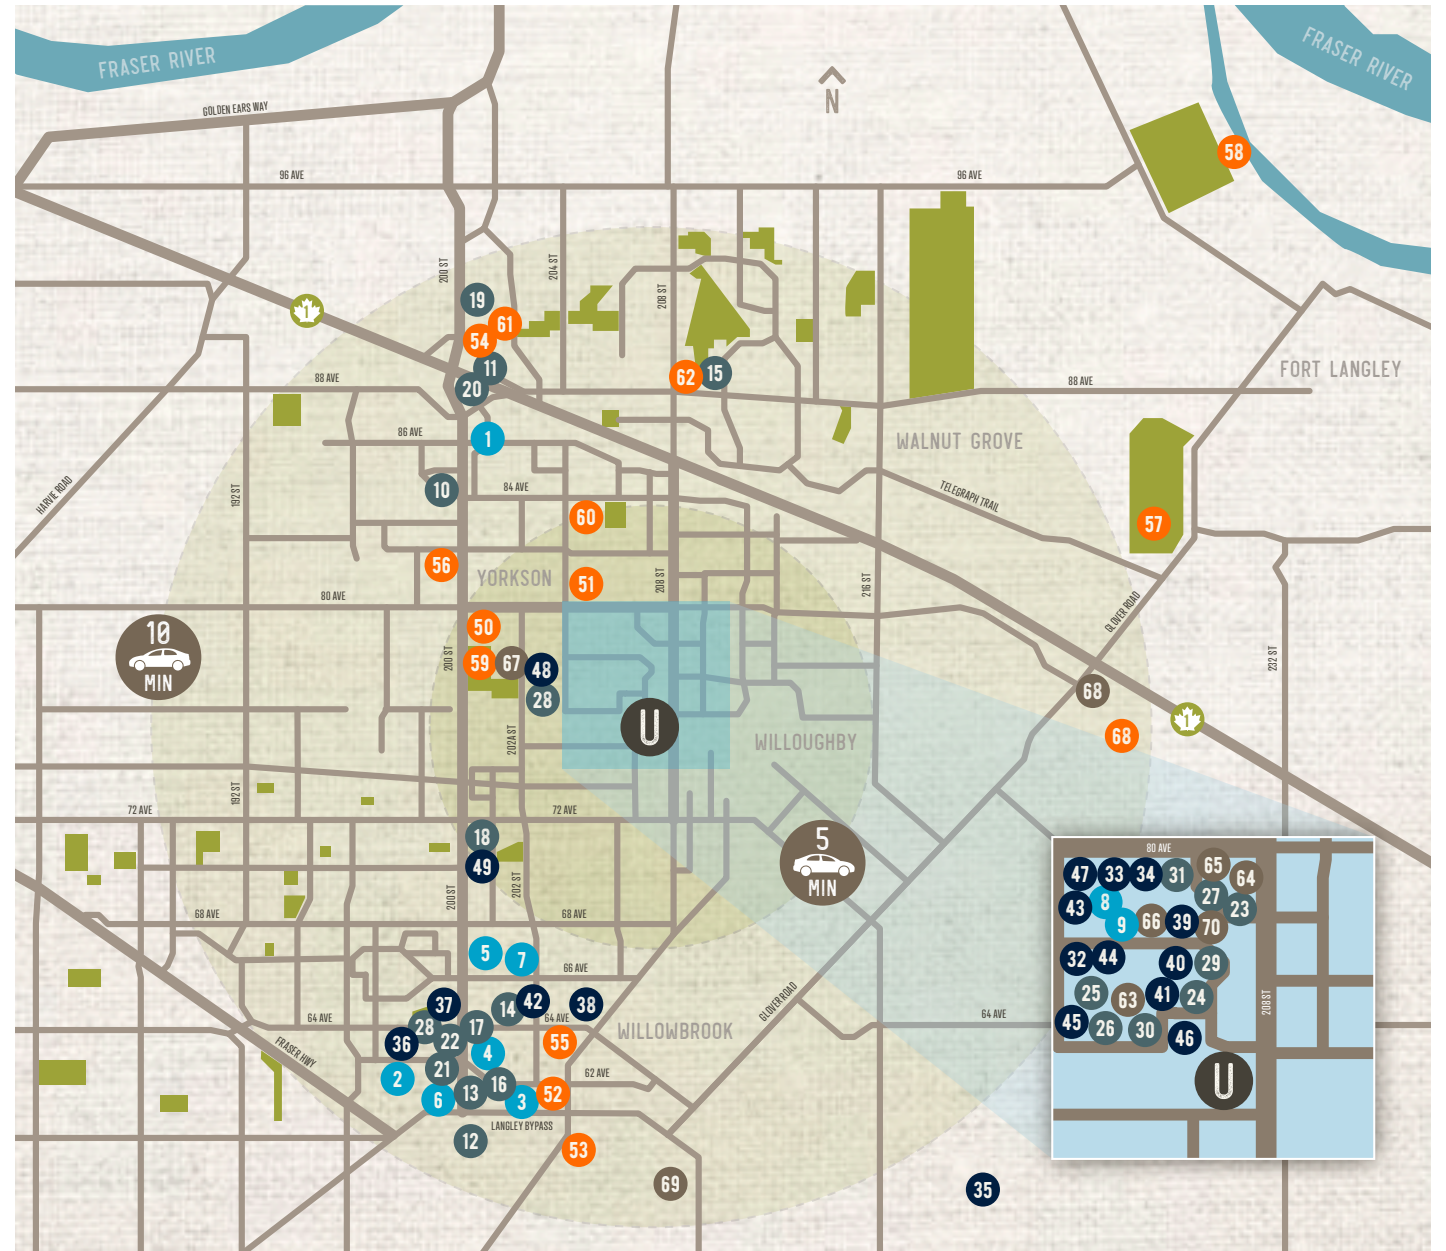 FRASER RIVER
FRASER RIVER
GOLDEN EARS WAY
N
58
96 AVE
96 AVE
200 ST
204 ST
208 ST
19
61
1
54
11
20
62
15
88 AVE
88 AVE
FORT LANGLEY
86 AVE
1
WALNUT GROVE
HARVIE ROAD
192 ST
10
84 AVE
TELEGRAPH TRAIL
60
57
56
YORKSON
51
208 ST
216 ST
80 AVE
GLOVER ROAD
10
MIN
50
200 ST
59
67
48
28
232 ST
68
1
68
U
202A ST
WILLOUGHBY
192 ST
72 AVE
72 AVE
18
49
5
MIN
200 ST
202 ST
68 AVE
68 AVE
5
7
66 AVE
37
14
42
38
64 AVE
28
17
64 AVE
WILLOWBROOK
GLOVER ROAD
64 AVE
36
22
4
55
FRASER HWY
2
21
16
62 AVE
6
13
3
52
LANGLEY BYPASS
12
53
69
35
80 AVE
47
33
34
31
65
64
43
8
27
23
9
66
39
70
32
44
40
29
25
63
41
24
208 ST
45
26
30
46
U